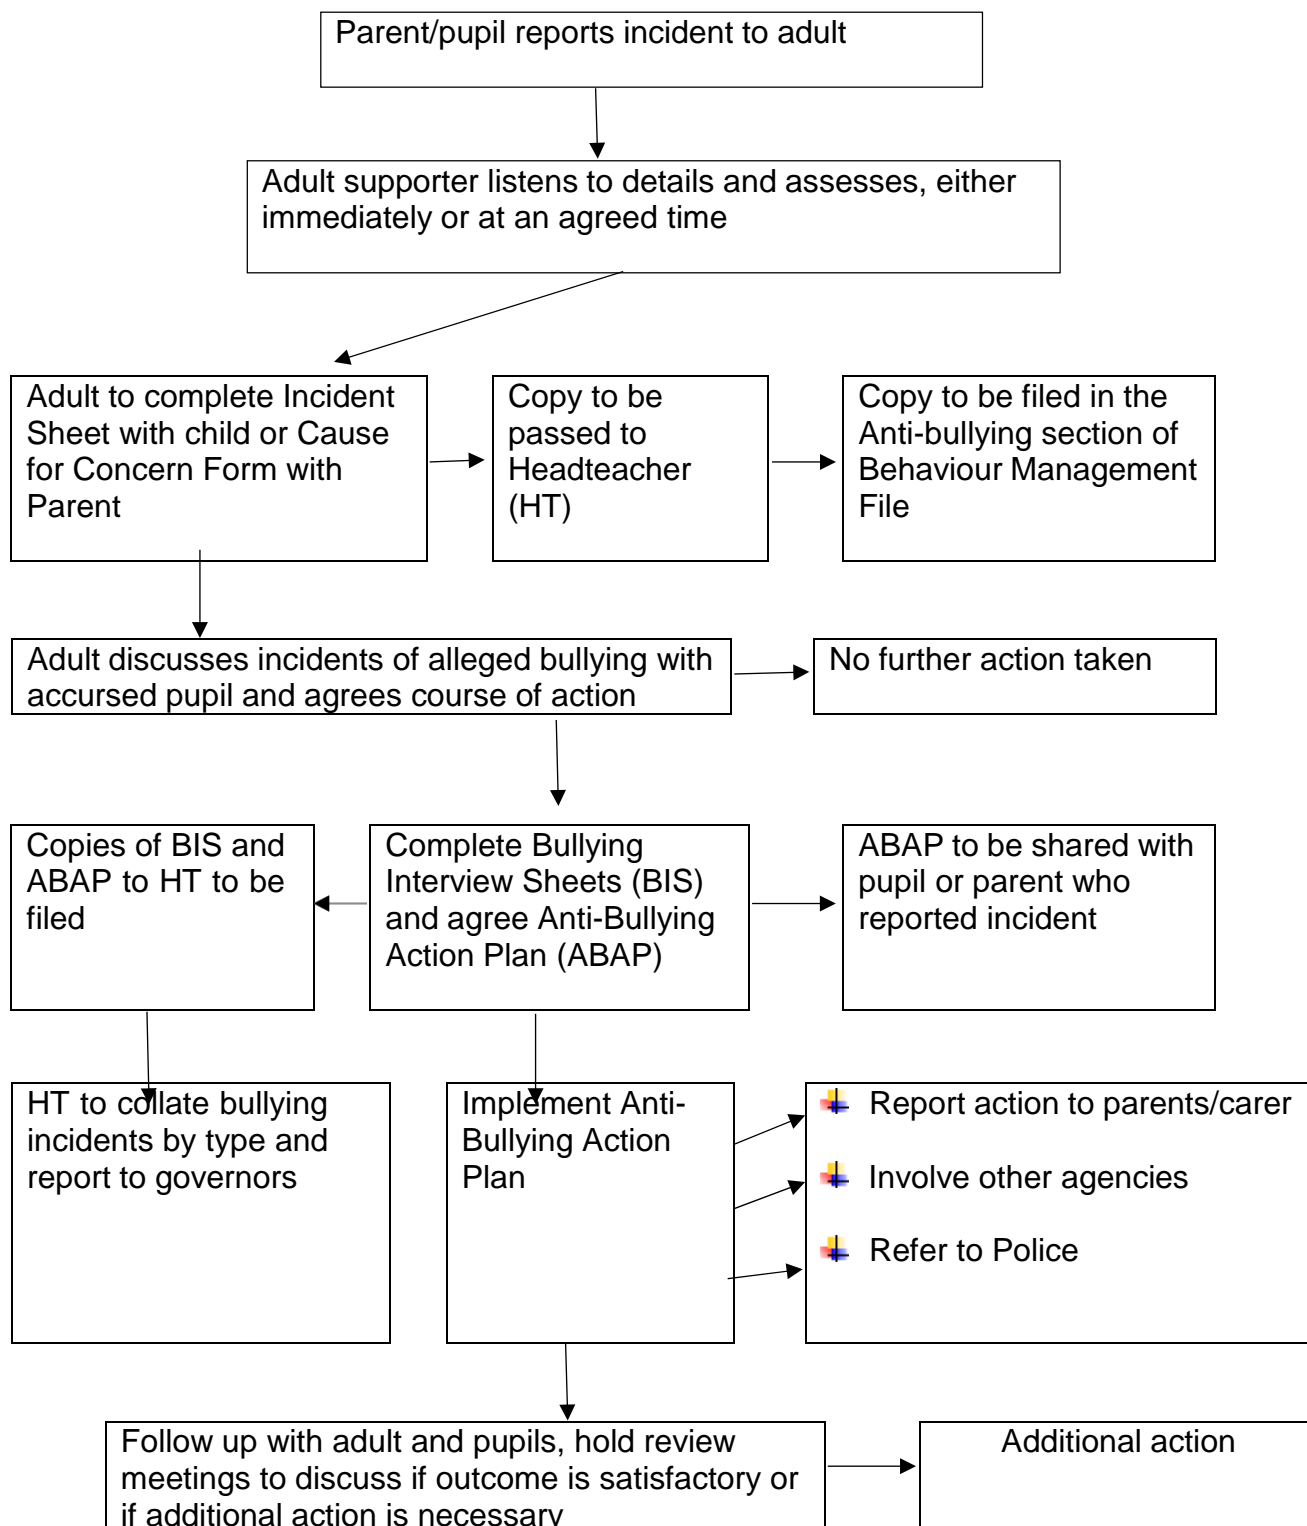 Parent/pupil reports incident to adult
Adult supporter listens to details and assesses, either
immediately or at an agreed time
Adult to complete Incident
Sheet with child or Cause
for Concern Form with
Parent
Copy to be
passed to
Headteacher
(HT)
Copy to be filed in the
Anti-bullying section of
Behaviour Management
File
Adult discusses incidents of alleged bullying with
accursed pupil and agrees course of action
No further action taken
Copies of BIS and
ABAP to HT to be
filed
Complete Bullying
Interview Sheets (BIS)
and agree Anti-Bullying
Action Plan (ABAP)
ABAP to be shared with
pupil or parent who
reported incident
HT to collate bullying
incidents by type and
report to governors
Implement Anti-
Bullying Action
Plan
Report action to parents/carer
Involve other agencies
Refer to Police
Follow up with adult and pupils, hold review
meetings to discuss if outcome is satisfactory or
if additional action is necessary
Additional action